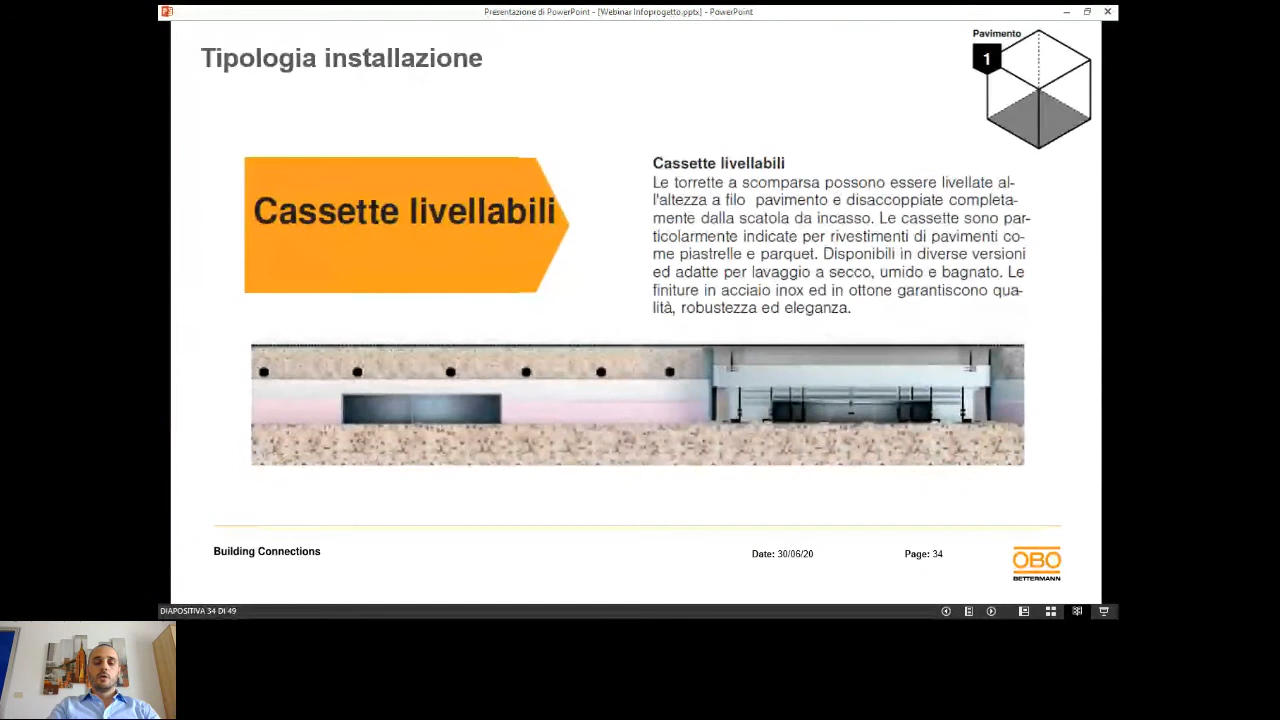 Presentazione di PowerPoint - [Webinar Infoprogetto.pptx] - PowerPoint
Tipologia installazione
Pavimento
1
Cassette livellabili
Cassette livellabili
Le torrette a scomparsa possono essere livellate al-
l'altezza a filo pavimento e disaccoppiate completa-
mente dalla scatola da incasso. Le cassette sono par-
ticolarmente indicate per rivestimenti di pavimenti co-
me piastrelle e parquet. Disponibili in diverse versioni
ed adatte per lavaggio a secco, umido e bagnato. Le
finiture in acciaio inox ed in ottone garantiscono qua-
lità, robustezza ed eleganza.
Building Connections
Date: 30/06/20
Page: 34
OBO
BETTERMANN
DIAPOSITIVA 34 DI 49